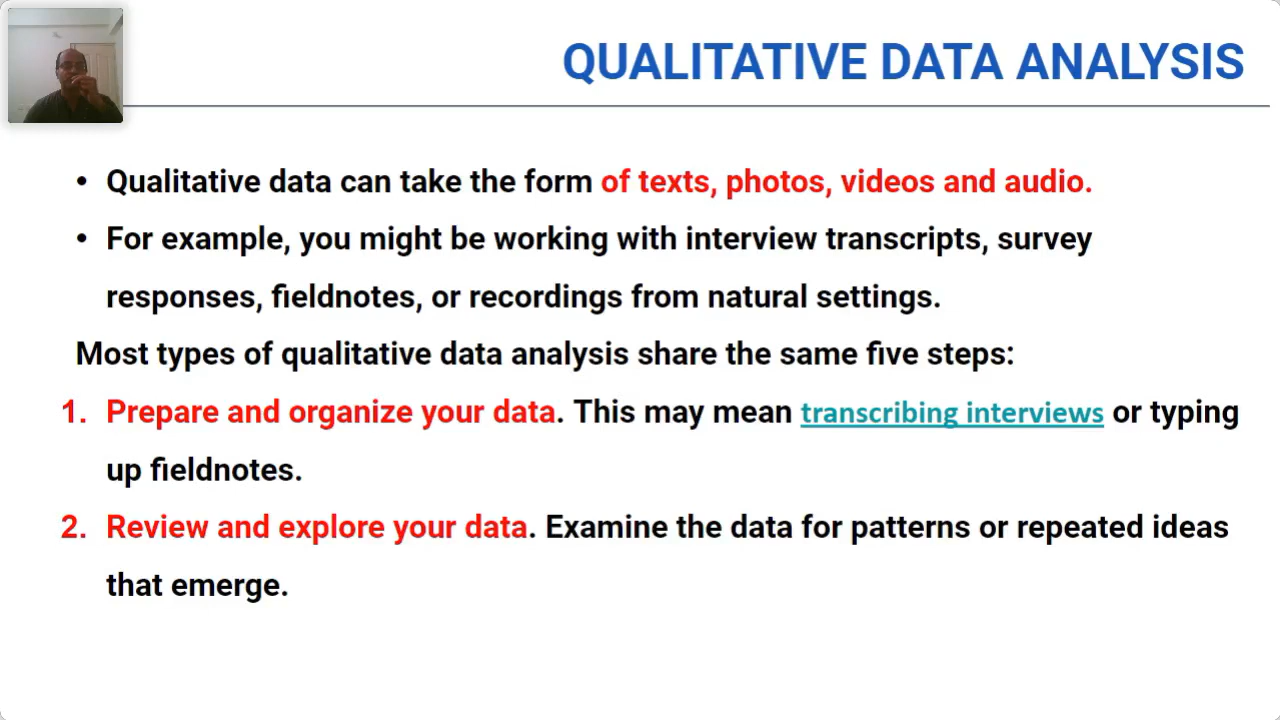 QUALITATIVE DATA ANALYSIS
• Qualitative data can take the form of texts, photos, videos and audio.
• For example, you might be working with interview transcripts, survey
responses, fieldnotes, or recordings from natural settings.
Most types of qualitative data analysis share the same five steps:
1. Prepare and organize your data. This may mean transcribing interviews or typing
up fieldnotes.
2. Review and explore your data. Examine the data for patterns or repeated ideas
that emerge.